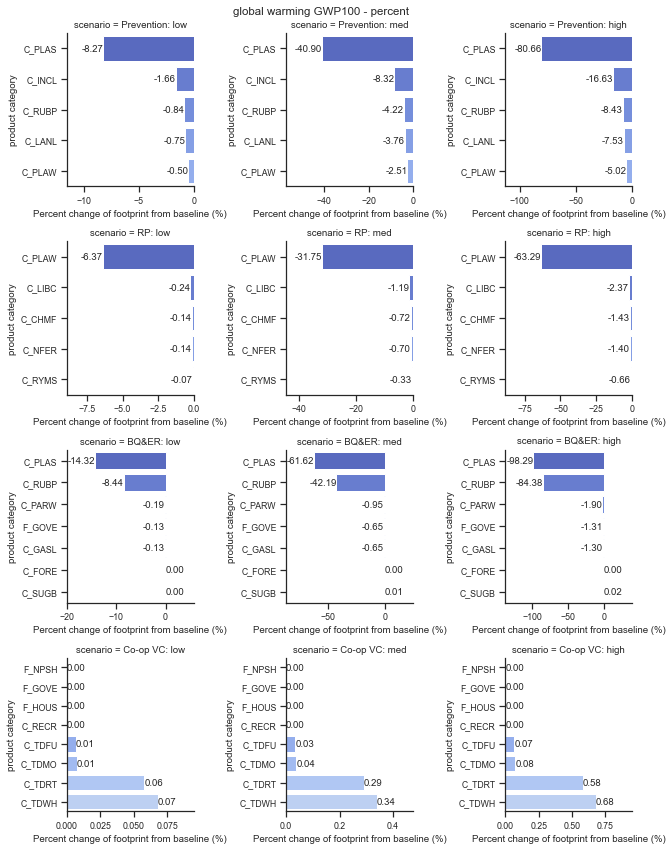 global warming GWP100 - percent
scenario = Prevention: low
product category
C_PLAS -8.27
C_INCL -1.66
C_RUBP -0.84
C_LANL -0.75
C_PLAW -0.50
−10 −5 0
Percent change of footprint from baseline (%)
scenario = Prevention: med
product category
C_PLAS -40.90
C_INCL -8.32
C_RUBP -4.22
C_LANL -3.76
C_PLAW -2.51
−40 −20 0
Percent change of footprint from baseline (%)
scenario = Prevention: high
product category
C_PLAS -80.66
C_INCL -16.63
C_RUBP -8.43
C_LANL -7.53
C_PLAW -5.02
−100 −50 0
Percent change of footprint from baseline (%)
scenario = RP: low
product category
C_PLAW -6.37
C_LIBC -0.24
C_CHMF -0.14
C_NFER -0.14
C_RYMS -0.07
−7.5 −5.0 −2.5 0.0
Percent change of footprint from baseline (%)
scenario = RP: med
product category
C_PLAW -31.75
C_LIBC -1.19
C_CHMF -0.72
C_NFER -0.70
C_RYMS -0.33
−40 −20 0
Percent change of footprint from baseline (%)
scenario = RP: high
product category
C_PLAW -63.29
C_LIBC -2.37
C_CHMF -1.43
C_NFER -1.40
C_RYMS -0.66
−75 −50 −25 0
Percent change of footprint from baseline (%)
scenario = BQ&ER: low
product category
C_PLAS -14.32
C_RUBP -8.44
C_PARW -0.19
F_GOVE -0.13
C_GASL -0.13
C_FORE 0.00
C_SUGB 0.00
−20 −10 0
Percent change of footprint from baseline (%)
scenario = BQ&ER: med
product category
C_PLAS -61.62
C_RUBP -42.19
C_PARW -0.95
F_GOVE -0.65
C_GASL -0.65
C_FORE 0.00
C_SUGB 0.01
−50 0
Percent change of footprint from baseline (%)
scenario = BQ&ER: high
product category
C_PLAS -98.29
C_RUBP -84.38
C_PARW -1.90
F_GOVE -1.31
C_GASL -1.30
C_FORE 0.00
C_SUGB 0.02
−100 −50 0
Percent change of footprint from baseline (%)
scenario = Co-op VC: low
product category
F_NPSH 0.00
F_GOVE 0.00
F_HOUS 0.00
C_RECR 0.00
C_TDFU 0.01
C_TDMO 0.01
C_TDRT 0.06
C_TDWH 0.07
0.000 0.025 0.050 0.075
Percent change of footprint from baseline (%)
scenario = Co-op VC: med
product category
F_NPSH 0.00
F_GOVE 0.00
F_HOUS 0.00
C_RECR 0.00
C_TDFU 0.03
C_TDMO 0.04
C_TDRT 0.29
C_TDWH 0.34
0.0 0.2 0.4
Percent change of footprint from baseline (%)
scenario = Co-op VC: high
product category
F_NPSH 0.00
F_GOVE 0.00
F_HOUS 0.00
C_RECR 0.00
C_TDFU 0.07
C_TDMO 0.08
C_TDRT 0.58
C_TDWH 0.68
0.00 0.25 0.50 0.75
Percent change of footprint from baseline (%)